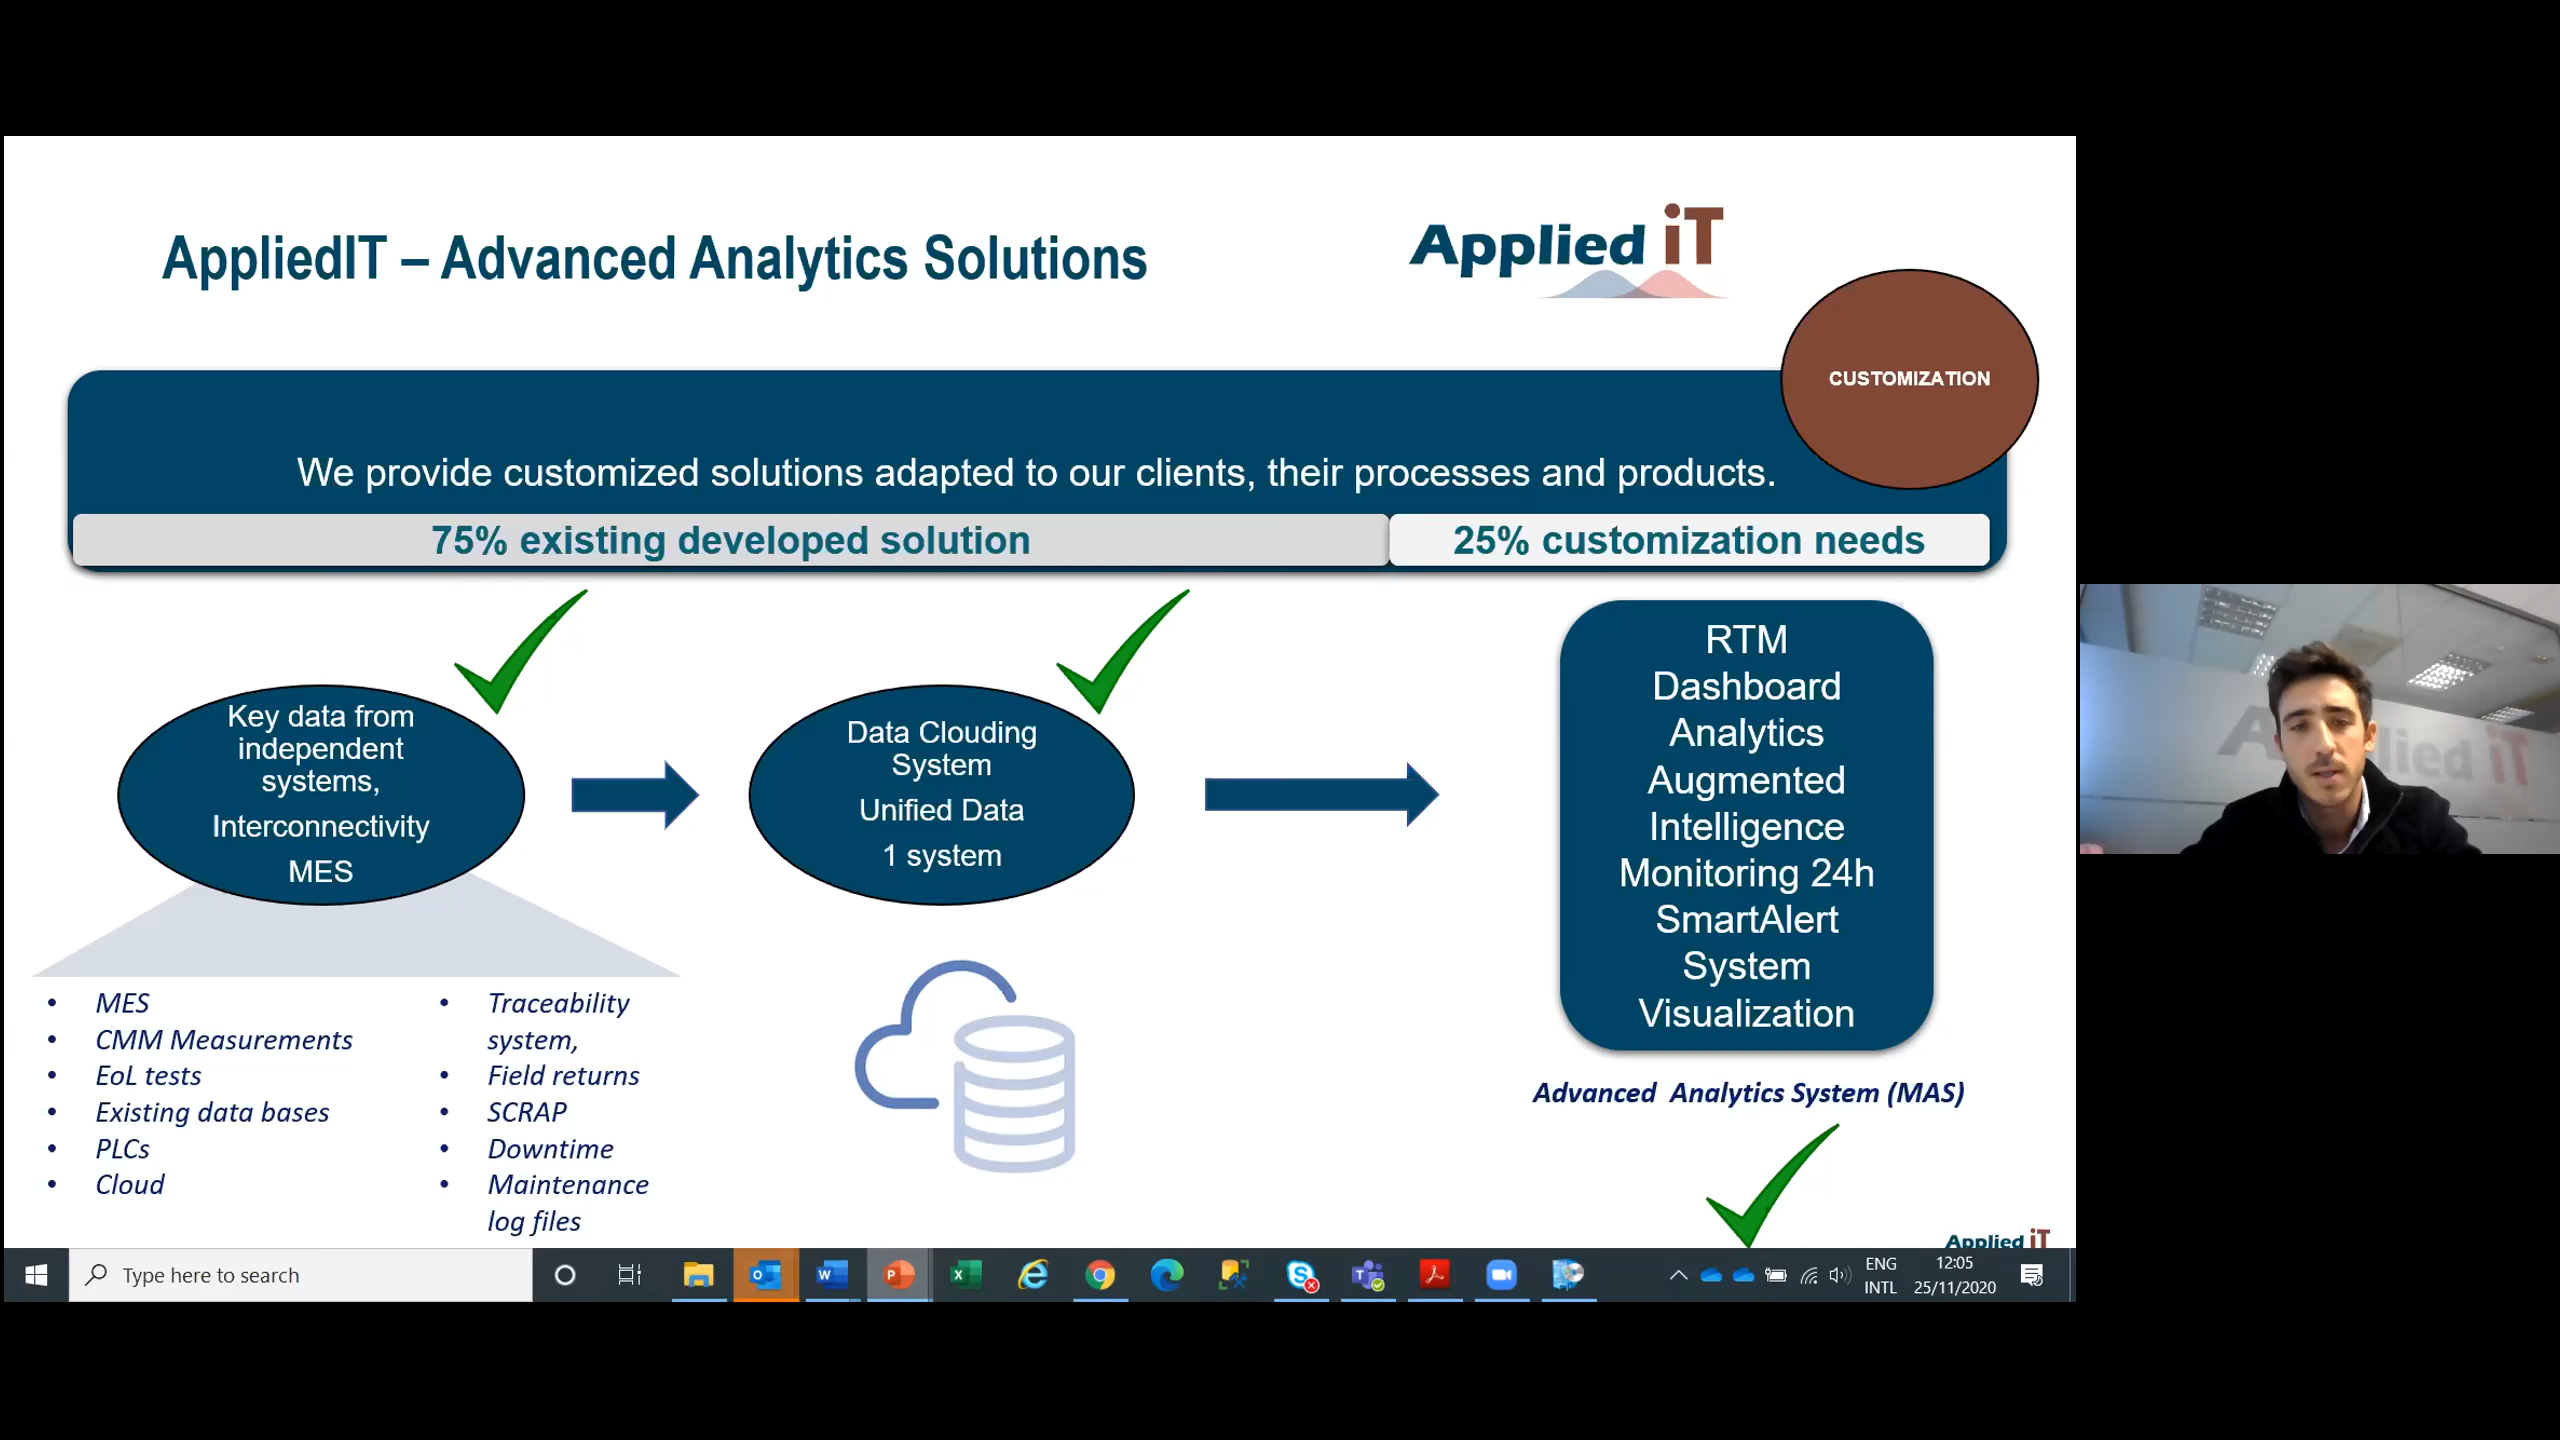 AppliedIT – Advanced Analytics Solutions
Applied iT
CUSTOMIZATION
We provide customized solutions adapted to our clients, their processes and products.
75% existing developed solution
25% customization needs
Key data from
independent
systems,
Interconnectivity
MES
Data Clouding
System
Unified Data
1 system
RTM
Dashboard
Analytics
Augmented
Intelligence
Monitoring 24h
SmartAlert
System
Visualization
Advanced Analytics System (MAS)
• MES
• CMM Measurements
• EoL tests
• Existing data bases
• PLCs
• Cloud
• Traceability
system,
• Field returns
• SCRAP
• Downtime
• Maintenance
log files
Applied iT
Applied iT
Type here to search
ENG
INTL
12:05
25/11/2020